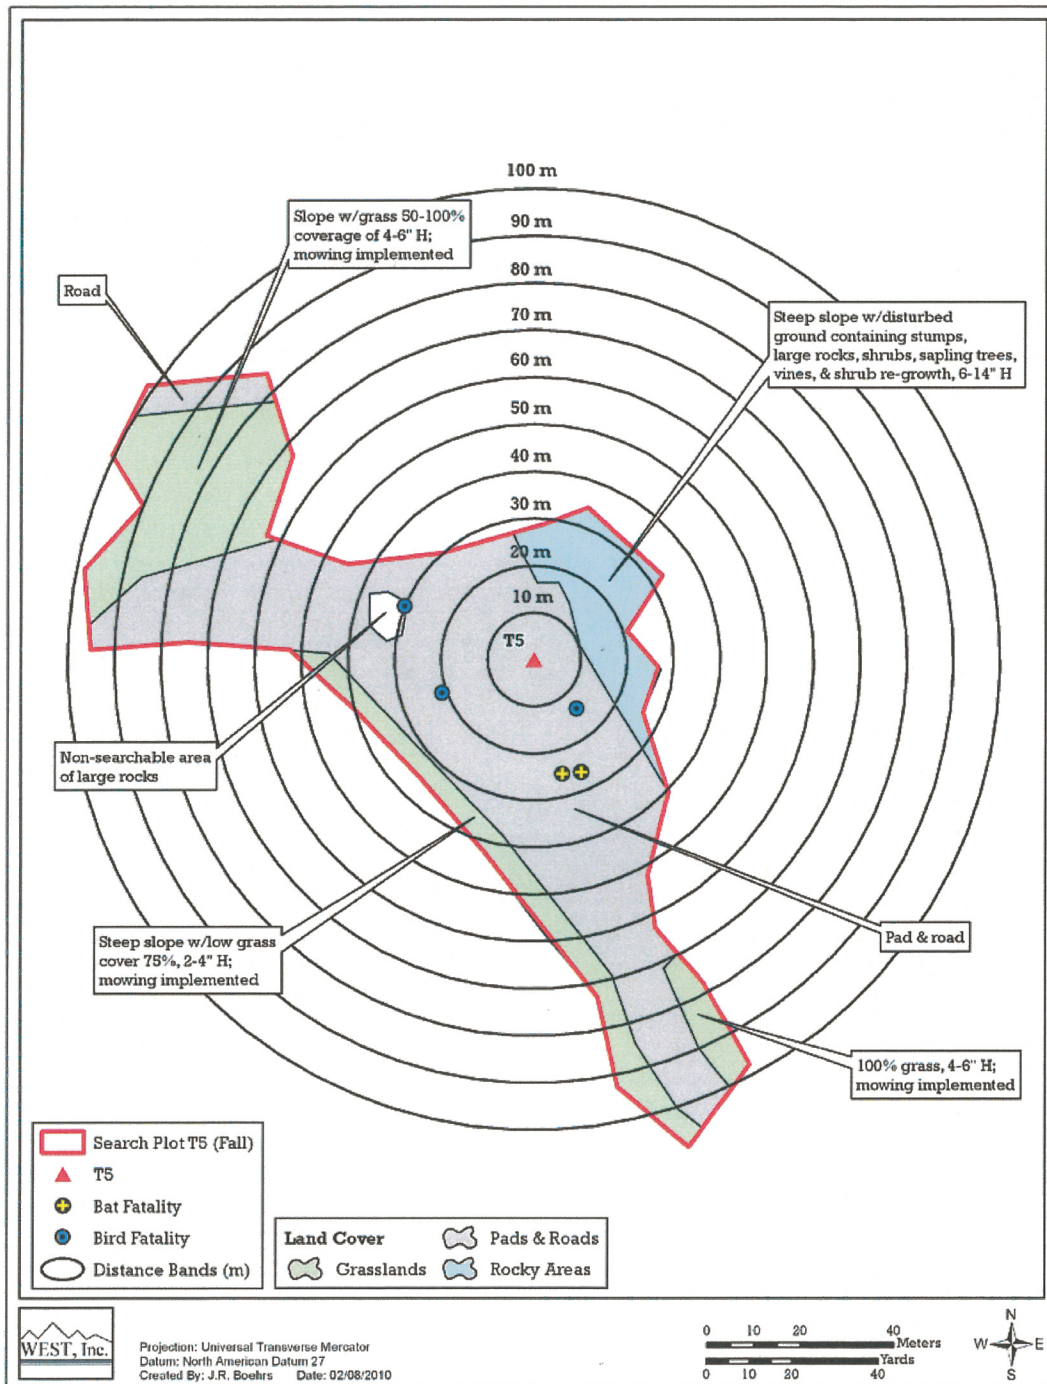 100 m
90 m
80 m
70 m
60 m
50 m
40 m
30 m
20 m
10 m
T5
Slope w/grass 50-100%
coverage of 4-6" H;
mowing implemented
Road
Steep slope w/disturbed
ground containing stumps,
large rocks, shrubs, sapling trees,
vines, & shrub re-growth, 6-14" H
Non-searchable area
of large rocks
Steep slope w/low grass
cover 75%, 2-4" H;
mowing implemented
Pad & road
100% grass, 4-6" H;
mowing implemented
Search Plot T5 (Fall)
T5
Bat Fatality
Bird Fatality
Distance Bands (m)
Land Cover
Grasslands
Pads & Roads
Rocky Areas
WEST, Inc.
Projection: Universal Transverse Mercator
Datum: North American Datum 27
Created By: J.R. Boehrs Date: 02/08/2010
0 10 20 40
Meters
Yards
0 10 20 40
N
W E
S